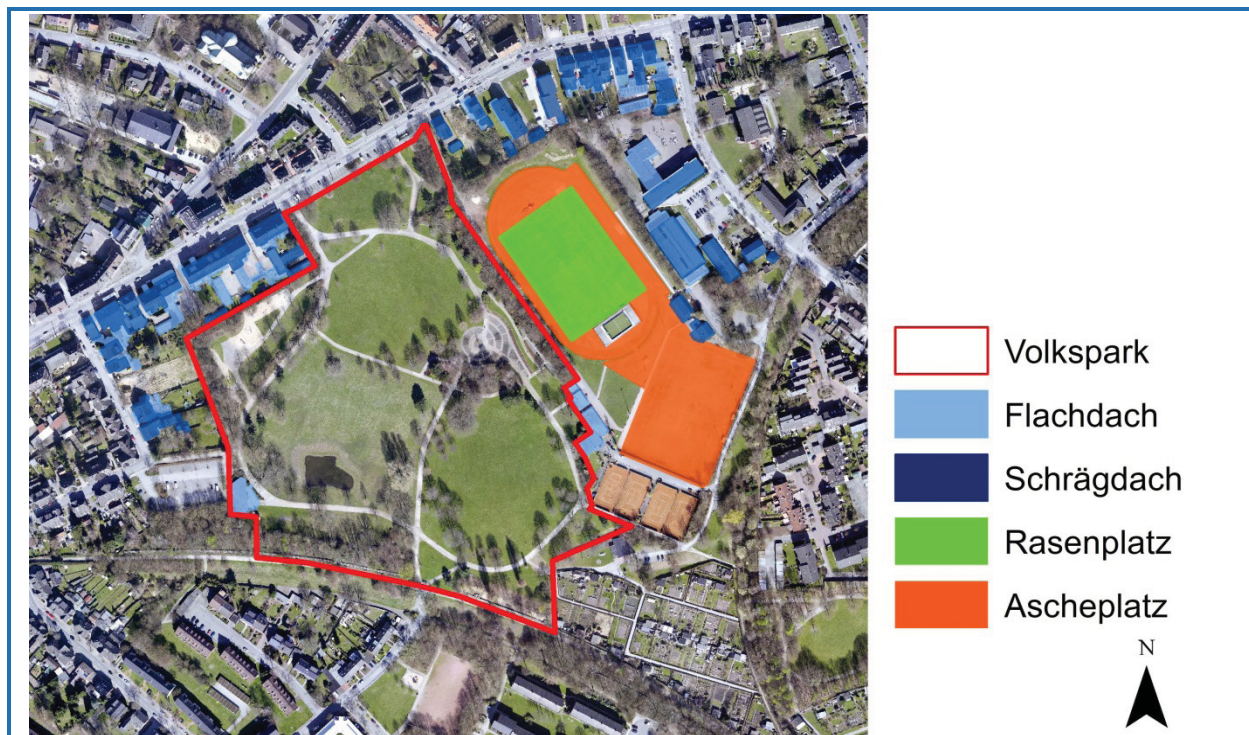 Volkspark
Flachdach
Schrägdach
Rasenplatz
Ascheplatz
N